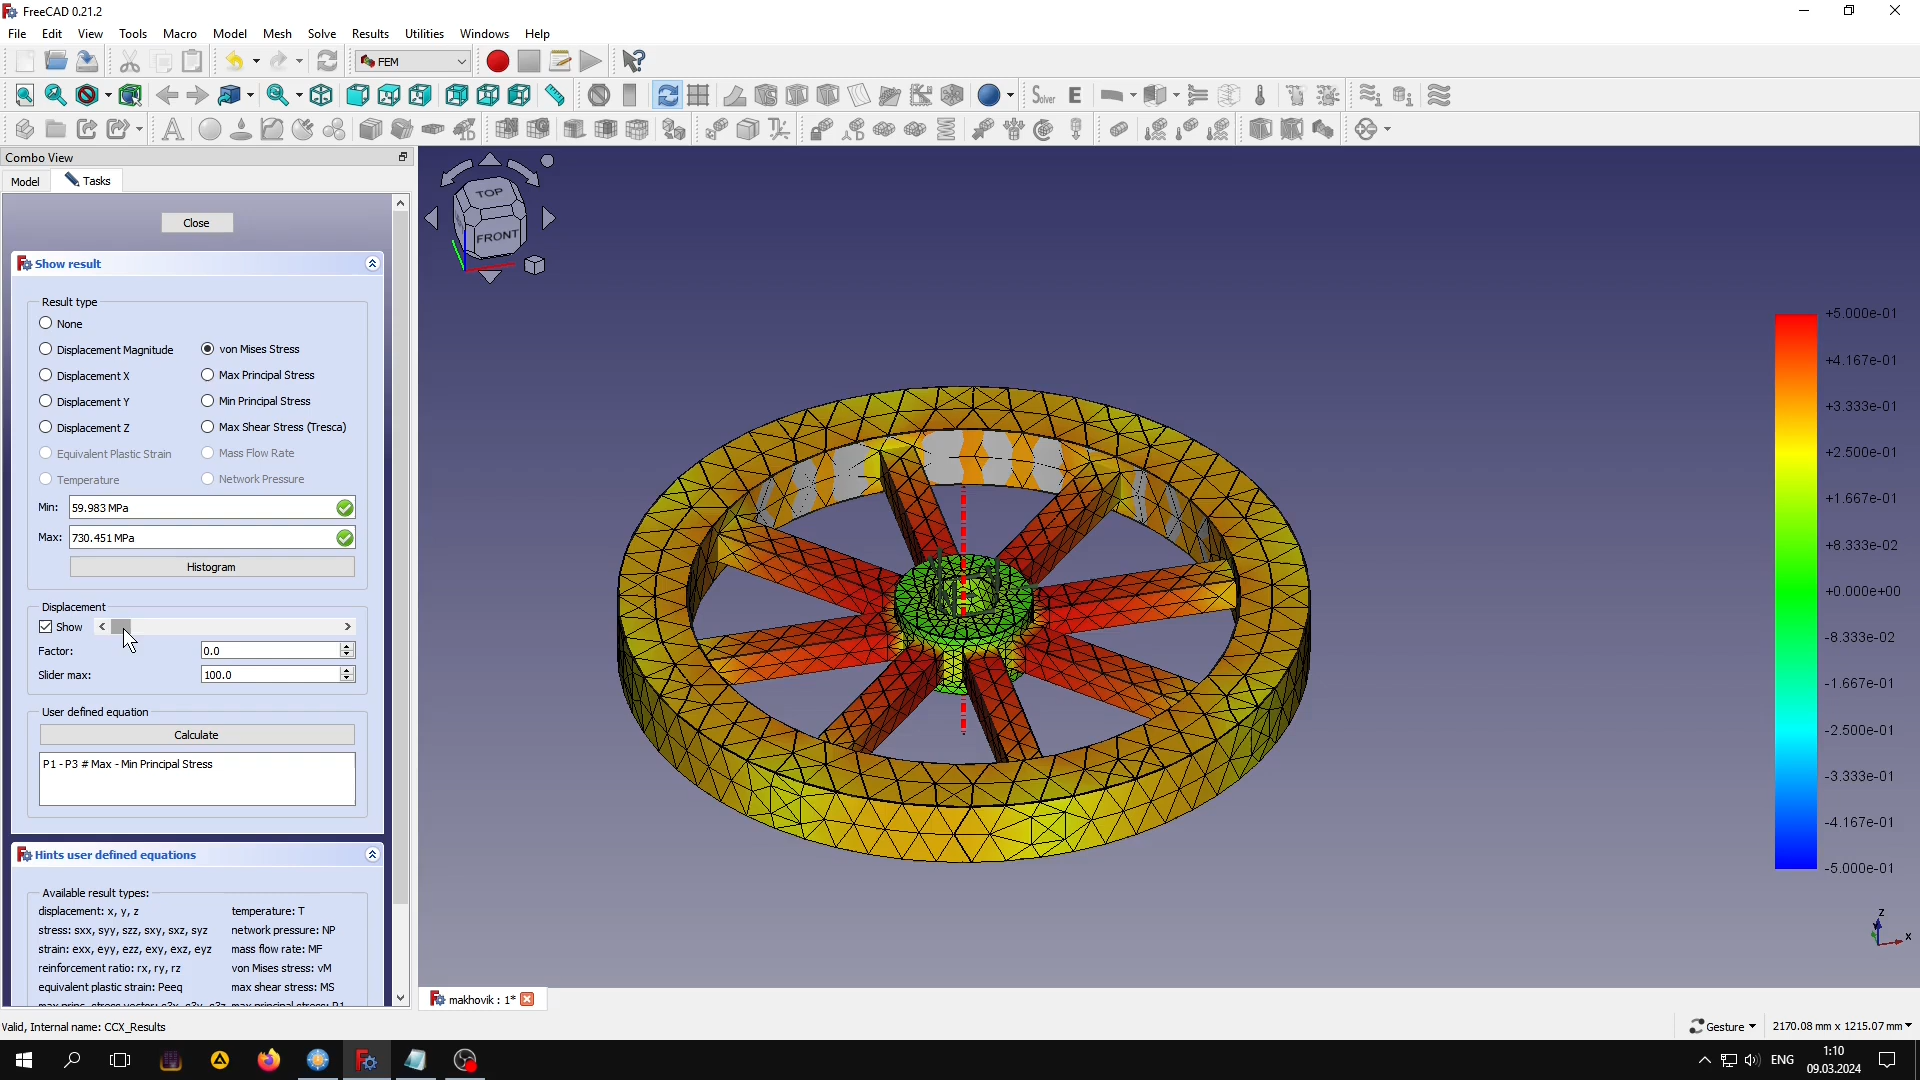 FreeCAD 0.21.2
File Edit View Tools Macro Model Mesh Solve Results Utilities Windows Help
FEM
Solver E
A
Combo View
Model Tasks
Close
Show result
Result type
None
Displacement Magnitude von Mises Stress
Displacement X Max Principal Stress
Displacement Y Min Principal Stress
Displacement Z Max Shear Stress (Tresca)
Equivalent Plastic Strain Mass Flow Rate
Temperature Network Pressure
Min: 59.983 MPa
Max: 730.451 MPa
Histogram
Displacement
Show
Factor: 0.0
Slider max: 100.0
User defined equation
Calculate
P1 - P3 # Max - Min Principal Stress
Hints user defined equations
Available result types:
displacement: x, y, z temperature: T
stress: sxx, syy, szz, sxy, sxz, syz network pressure: NP
strain: exx, eyy, ezz, exy, exz, eyz mass flow rate: MF
reinforcement ratio: rx, ry, rz von Mises stress: vM
equivalent plastic strain: Peeq max shear stress: MS
TOP
FRONT
+5.000e-01
+4.167e-01
+3.333e-01
+2.500e-01
+1.667e-01
+8.333e-02
+0.000e+00
-8.333e-02
-1.667e-01
-2.500e-01
-3.333e-01
-4.167e-01
-5.000e-01
Z
X
makhovik : 1*
Valid, Internal name: CCX_Results
Gesture 2170.08 mm x 1215.07 mm
ENG
1:10
09.03.2024